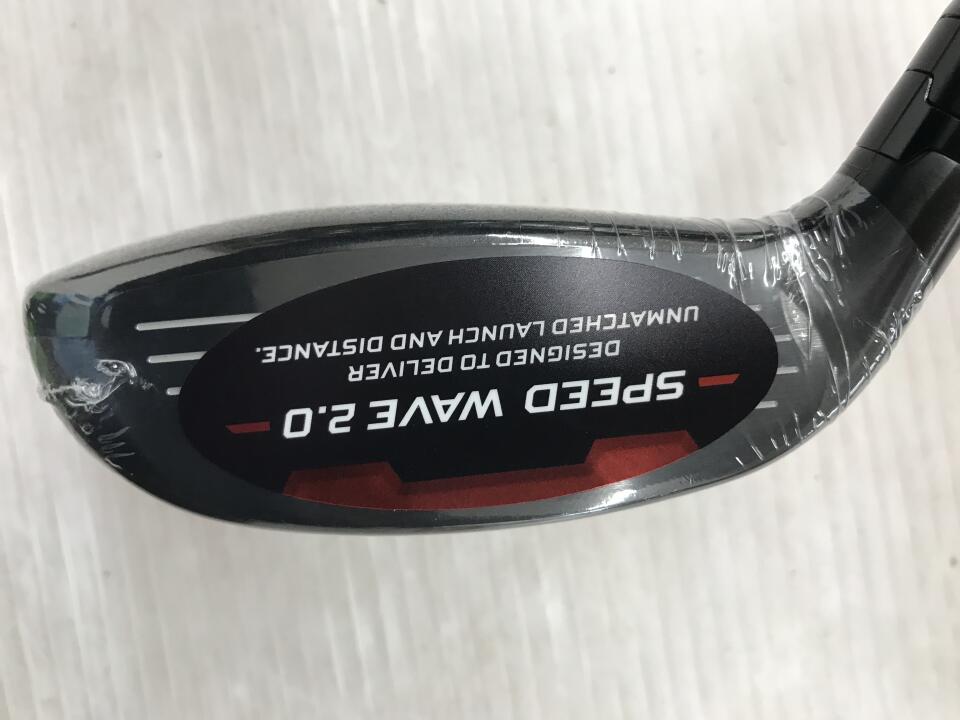 SPEED WAVE 2.0
DESIGNED TO DELIVER
UNMATCHED LAUNCH AND DISTANCE.